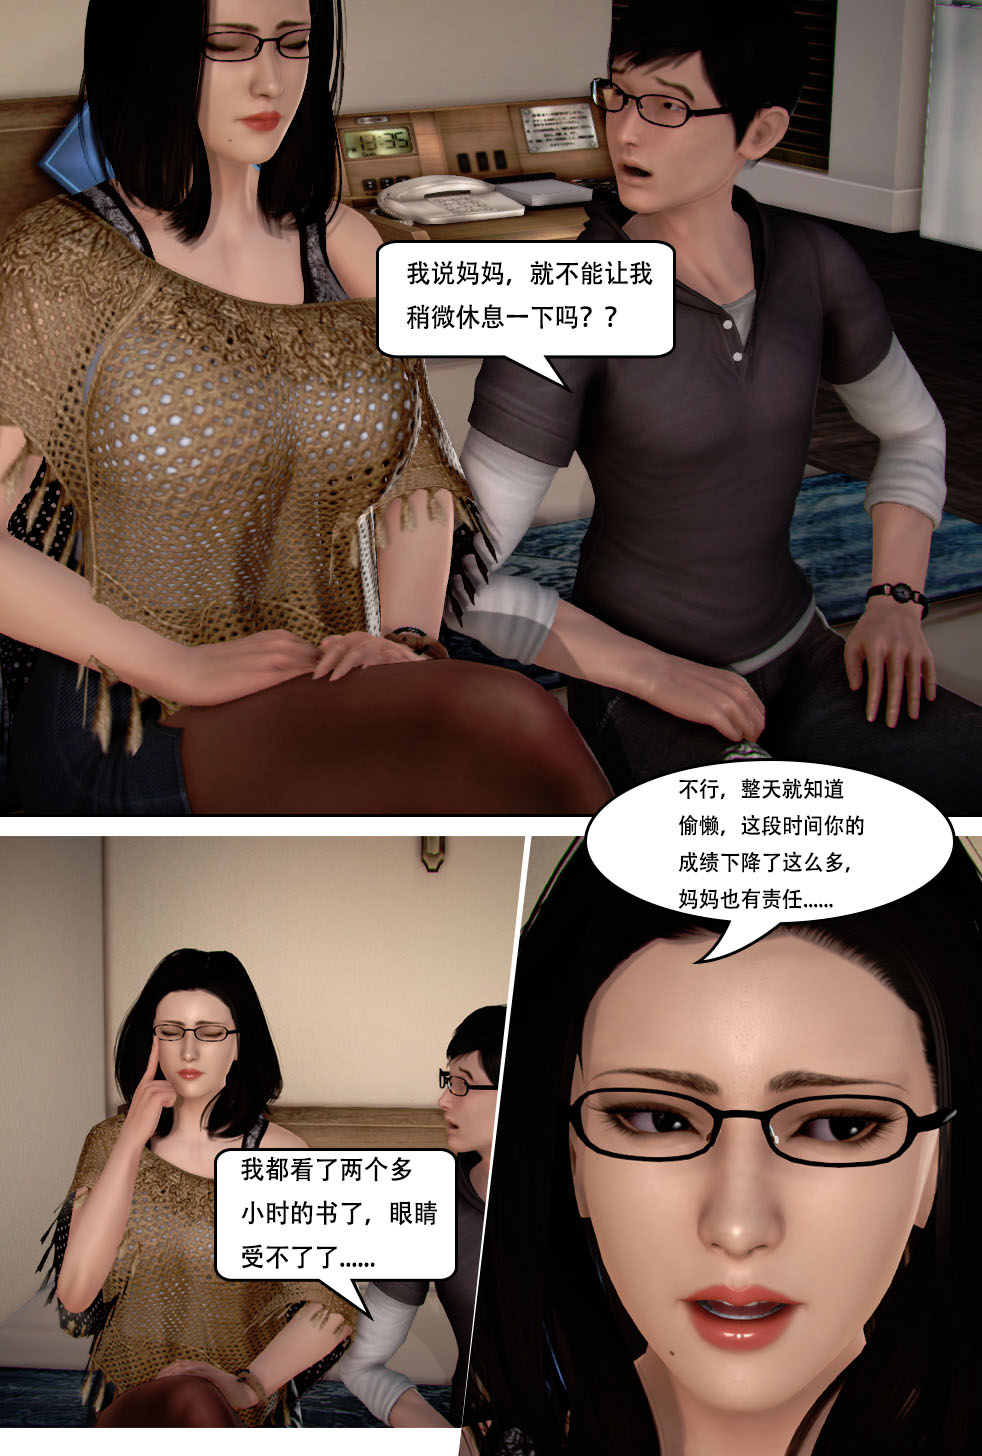 13:35
我说妈妈，就不能让我
稍微休息一下吗？？
不行，整天就知道
偷懒，这段时间你的
成绩下降了这么多，
妈妈也有责任......
我都看了两个多
小时的书了，眼睛
受不了了......